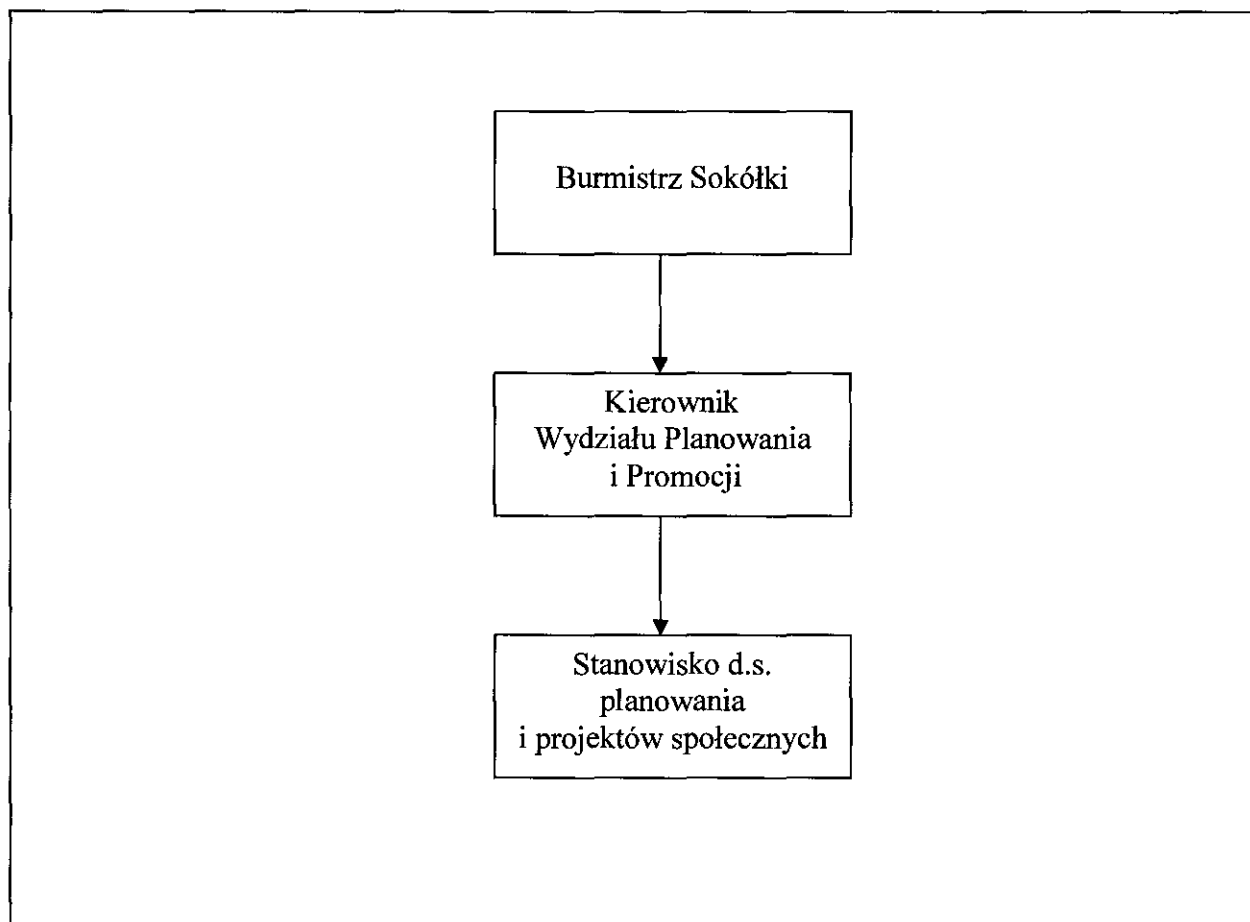 Burmistrz Sokółki
Kierownik
Wydziału Planowania
i Promocji
Stanowisko d.s.
planowania
i projektów społecznych